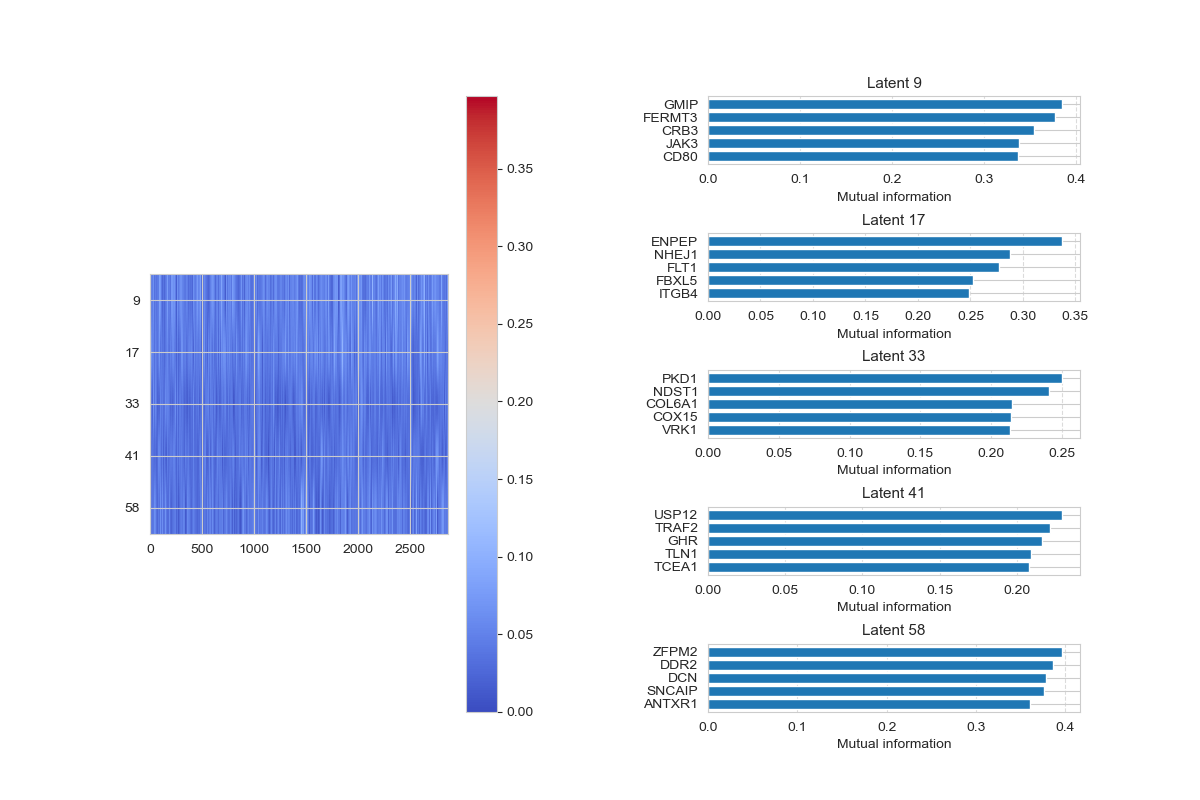 9
17
33
41
58
0 500 1000 1500 2000 2500
0.35
0.30
0.25
0.20
0.15
0.10
0.05
0.00
Latent 9
GMIP
FERMT3
CRB3
JAK3
CD80
0.0 0.1 0.2 0.3 0.4
Mutual information
Latent 17
ENPEP
NHEJ1
FLT1
FBXL5
ITGB4
0.00 0.05 0.10 0.15 0.20 0.25 0.30 0.35
Mutual information
Latent 33
PKD1
NDST1
COL6A1
COX15
VRK1
0.00 0.05 0.10 0.15 0.20 0.25
Mutual information
Latent 41
USP12
TRAF2
GHR
TLN1
TCEA1
0.00 0.05 0.10 0.15 0.20
Mutual information
Latent 58
ZFPM2
DDR2
DCN
SNCAIP
ANTXR1
0.0 0.1 0.2 0.3 0.4
Mutual information